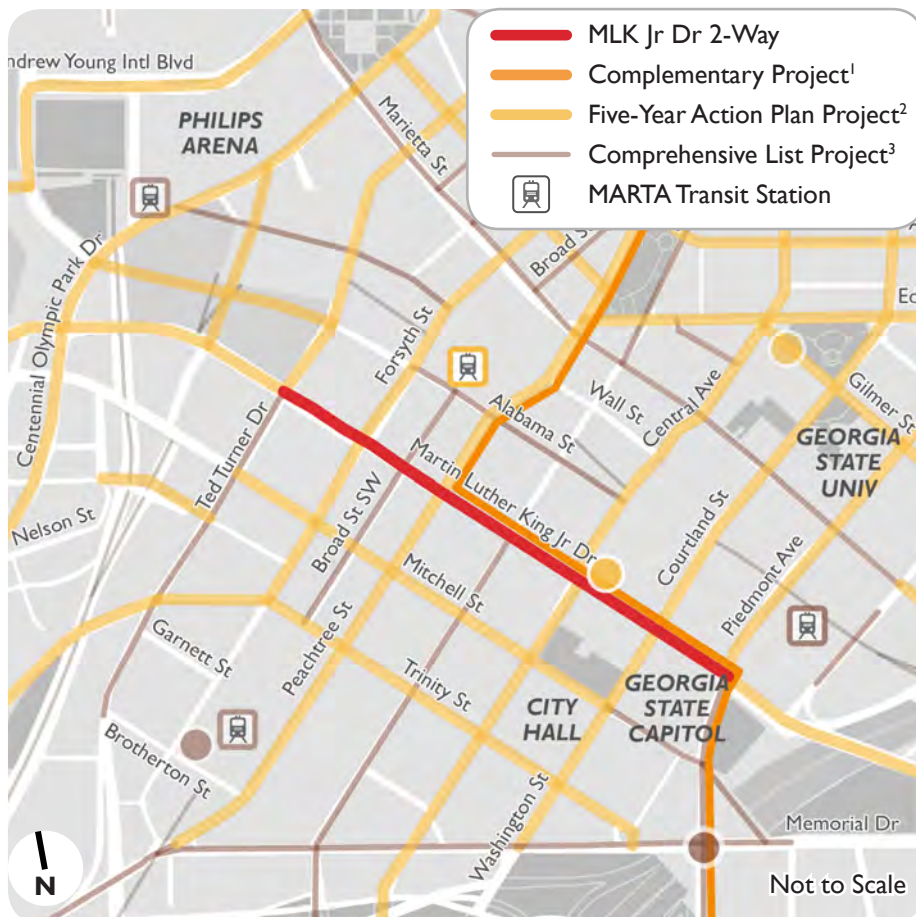 MLK Jr Dr 2-Way
Complementary Project¹
Five-Year Action Plan Project²
Comprehensive List Project³
MARTA Transit Station
ndrew Young Intl Blvd
PHILIPS
ARENA
Marietta St
Broad S
Centennial Olympic Park Dr
Forsyth St
Ec
Wall St
Central Ave
Gilmer St
Alabama St
Ted Turner Dr
Martin Luther King Jr Dr
GEORGIA
STATE
UNIV
Nelson St
Broad St SW
Courtland St
Mitchell St
Piedmont Ave
Garnett St
Peachtree St
Trinity St
CITY
HALL
GEORGIA
STATE
CAPITOL
Brotherton St
Washington St
Memorial Dr
N
Not to Scale